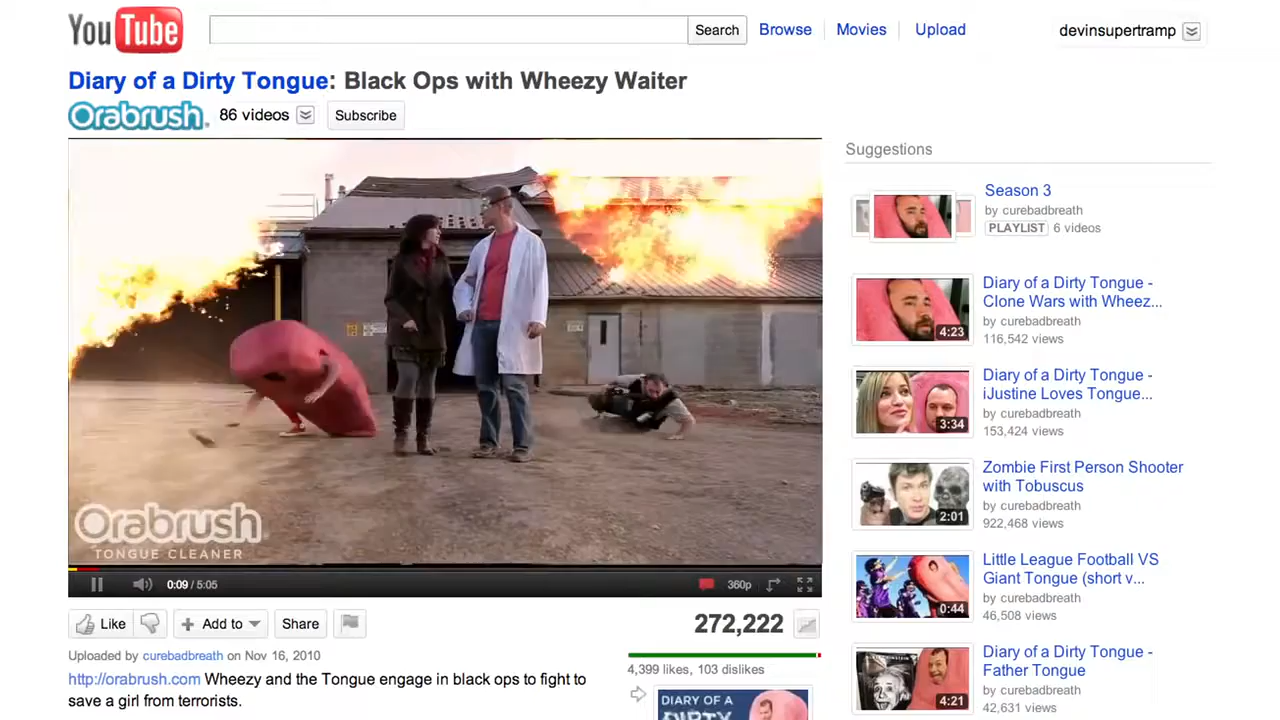 YouTube
Search
Browse
Movies
Upload
devinsupertramp
Diary of a Dirty Tongue: Black Ops with Wheezy Waiter
Orabrush.
86 videos
Subscribe
Orabrush
TONGUE CLEANER
0:09 / 5:05
360p
Like
Add to
Share
272,222
Uploaded by curebadbreath on Nov 16, 2010
4,399 likes, 103 dislikes
http://orabrush.com Wheezy and the Tongue engage in black ops to fight to
save a girl from terrorists.
DIARY OF A
DIRTY
Suggestions
Season 3
by curebadbreath
PLAYLIST 6 videos
Diary of a Dirty Tongue -
Clone Wars with Wheez...
by curebadbreath
4:23
116,542 views
Diary of a Dirty Tongue -
iJustine Loves Tongue...
by curebadbreath
3:34
153,424 views
Zombie First Person Shooter
with Tobuscus
by curebadbreath
2:01
922,468 views
Little League Football VS
Giant Tongue (short v...
by curebadbreath
0:44
46,508 views
Diary of a Dirty Tongue -
Father Tongue
by curebadbreath
4:21
42,631 views